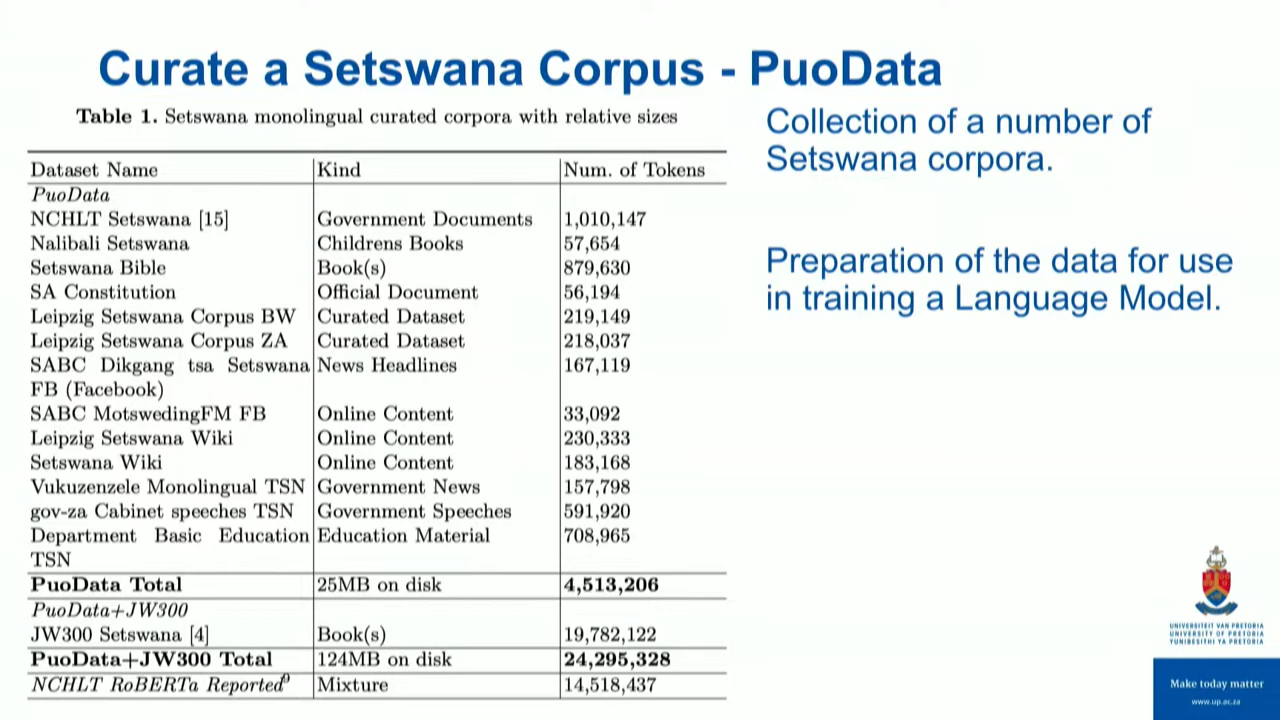 Curate a Setswana Corpus - PuoData
Table 1. Setswana monolingual curated corpora with relative sizes
Dataset Name Kind Num. of Tokens
PuoData
NCHLT Setswana [15] Government Documents 1,010,147
Nalibali Setswana Childrens Books 57,654
Setswana Bible Book(s) 879,630
SA Constitution Official Document 56,194
Leipzig Setswana Corpus BW Curated Dataset 219,149
Leipzig Setswana Corpus ZA Curated Dataset 218,037
SABC Dikgang tsa Setswana News Headlines 167,119
FB (Facebook)
SABC MotswedingFM FB Online Content 33,092
Leipzig Setswana Wiki Online Content 230,333
Setswana Wiki Online Content 183,168
Vukuzenzele Monolingual TSN Government News 157,798
gov-za Cabinet speeches TSN Government Speeches 591,920
Department Basic Education Education Material 708,965
TSN
PuoData Total 25MB on disk 4,513,206
PuoData+JW300
JW300 Setswana [4] Book(s) 19,782,122
PuoData+JW300 Total 124MB on disk 24,295,328
NCHLT RoBERTa Reported9 Mixture 14,518,437
Collection of a number of
Setswana corpora.
Preparation of the data for use
in training a Language Model.
UNIVERSITEIT VAN PRETORIA
UNIVERSITY OF PRETORIA
YUNIBESITHI YA PRETORIA
Make today matter
www.up.ac.za